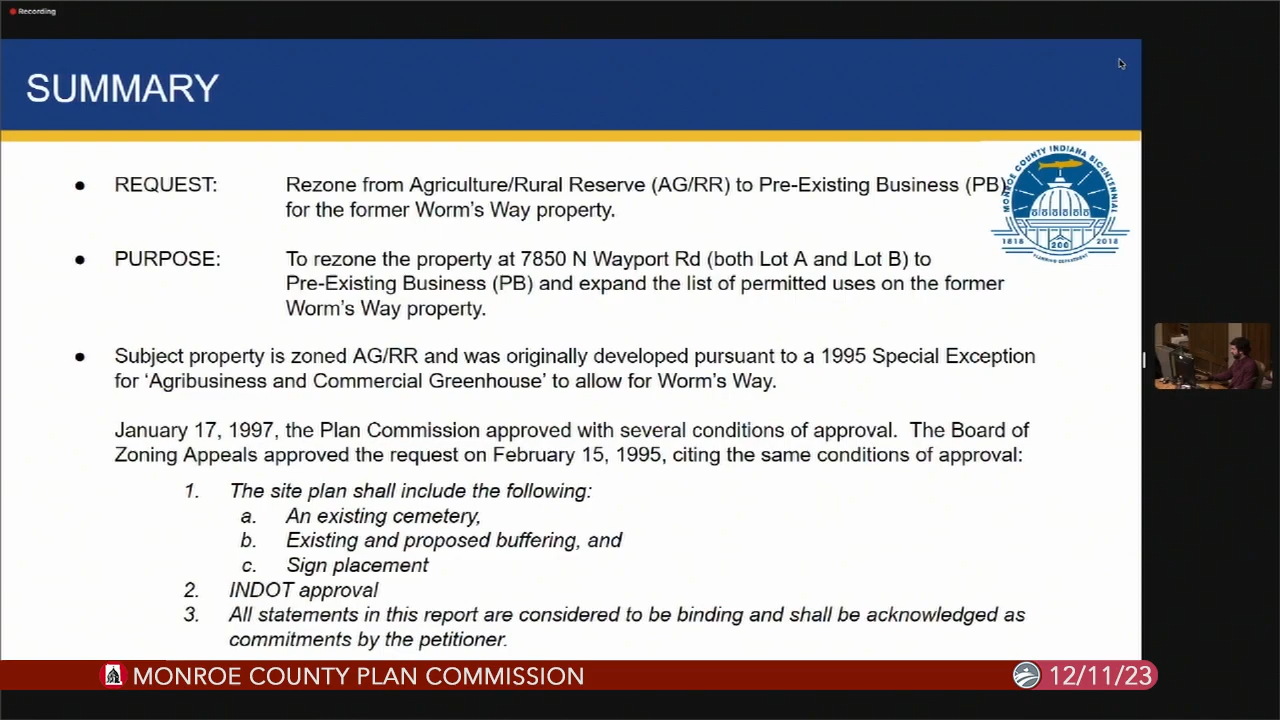 Recording
SUMMARY
● REQUEST: Rezone from Agriculture/Rural Reserve (AG/RR) to Pre-Existing Business (PB)
for the former Worm's Way property.
● PURPOSE: To rezone the property at 7850 N Wayport Rd (both Lot A and Lot B) to
Pre-Existing Business (PB) and expand the list of permitted uses on the former
Worm's Way property.
● Subject property is zoned AG/RR and was originally developed pursuant to a 1995 Special Exception
for 'Agribusiness and Commercial Greenhouse' to allow for Worm's Way.
January 17, 1997, the Plan Commission approved with several conditions of approval. The Board of
Zoning Appeals approved the request on February 15, 1995, citing the same conditions of approval:
1. The site plan shall include the following:
a. An existing cemetery,
b. Existing and proposed buffering, and
c. Sign placement
2. INDOT approval
3. All statements in this report are considered to be binding and shall be acknowledged as
commitments by the petitioner.
MONROE COUNTY INDIANA BICENTENNIAL
1818 2018
200
PLANNING DEPARTMENT
MONROE COUNTY PLAN COMMISSION
12/11/23